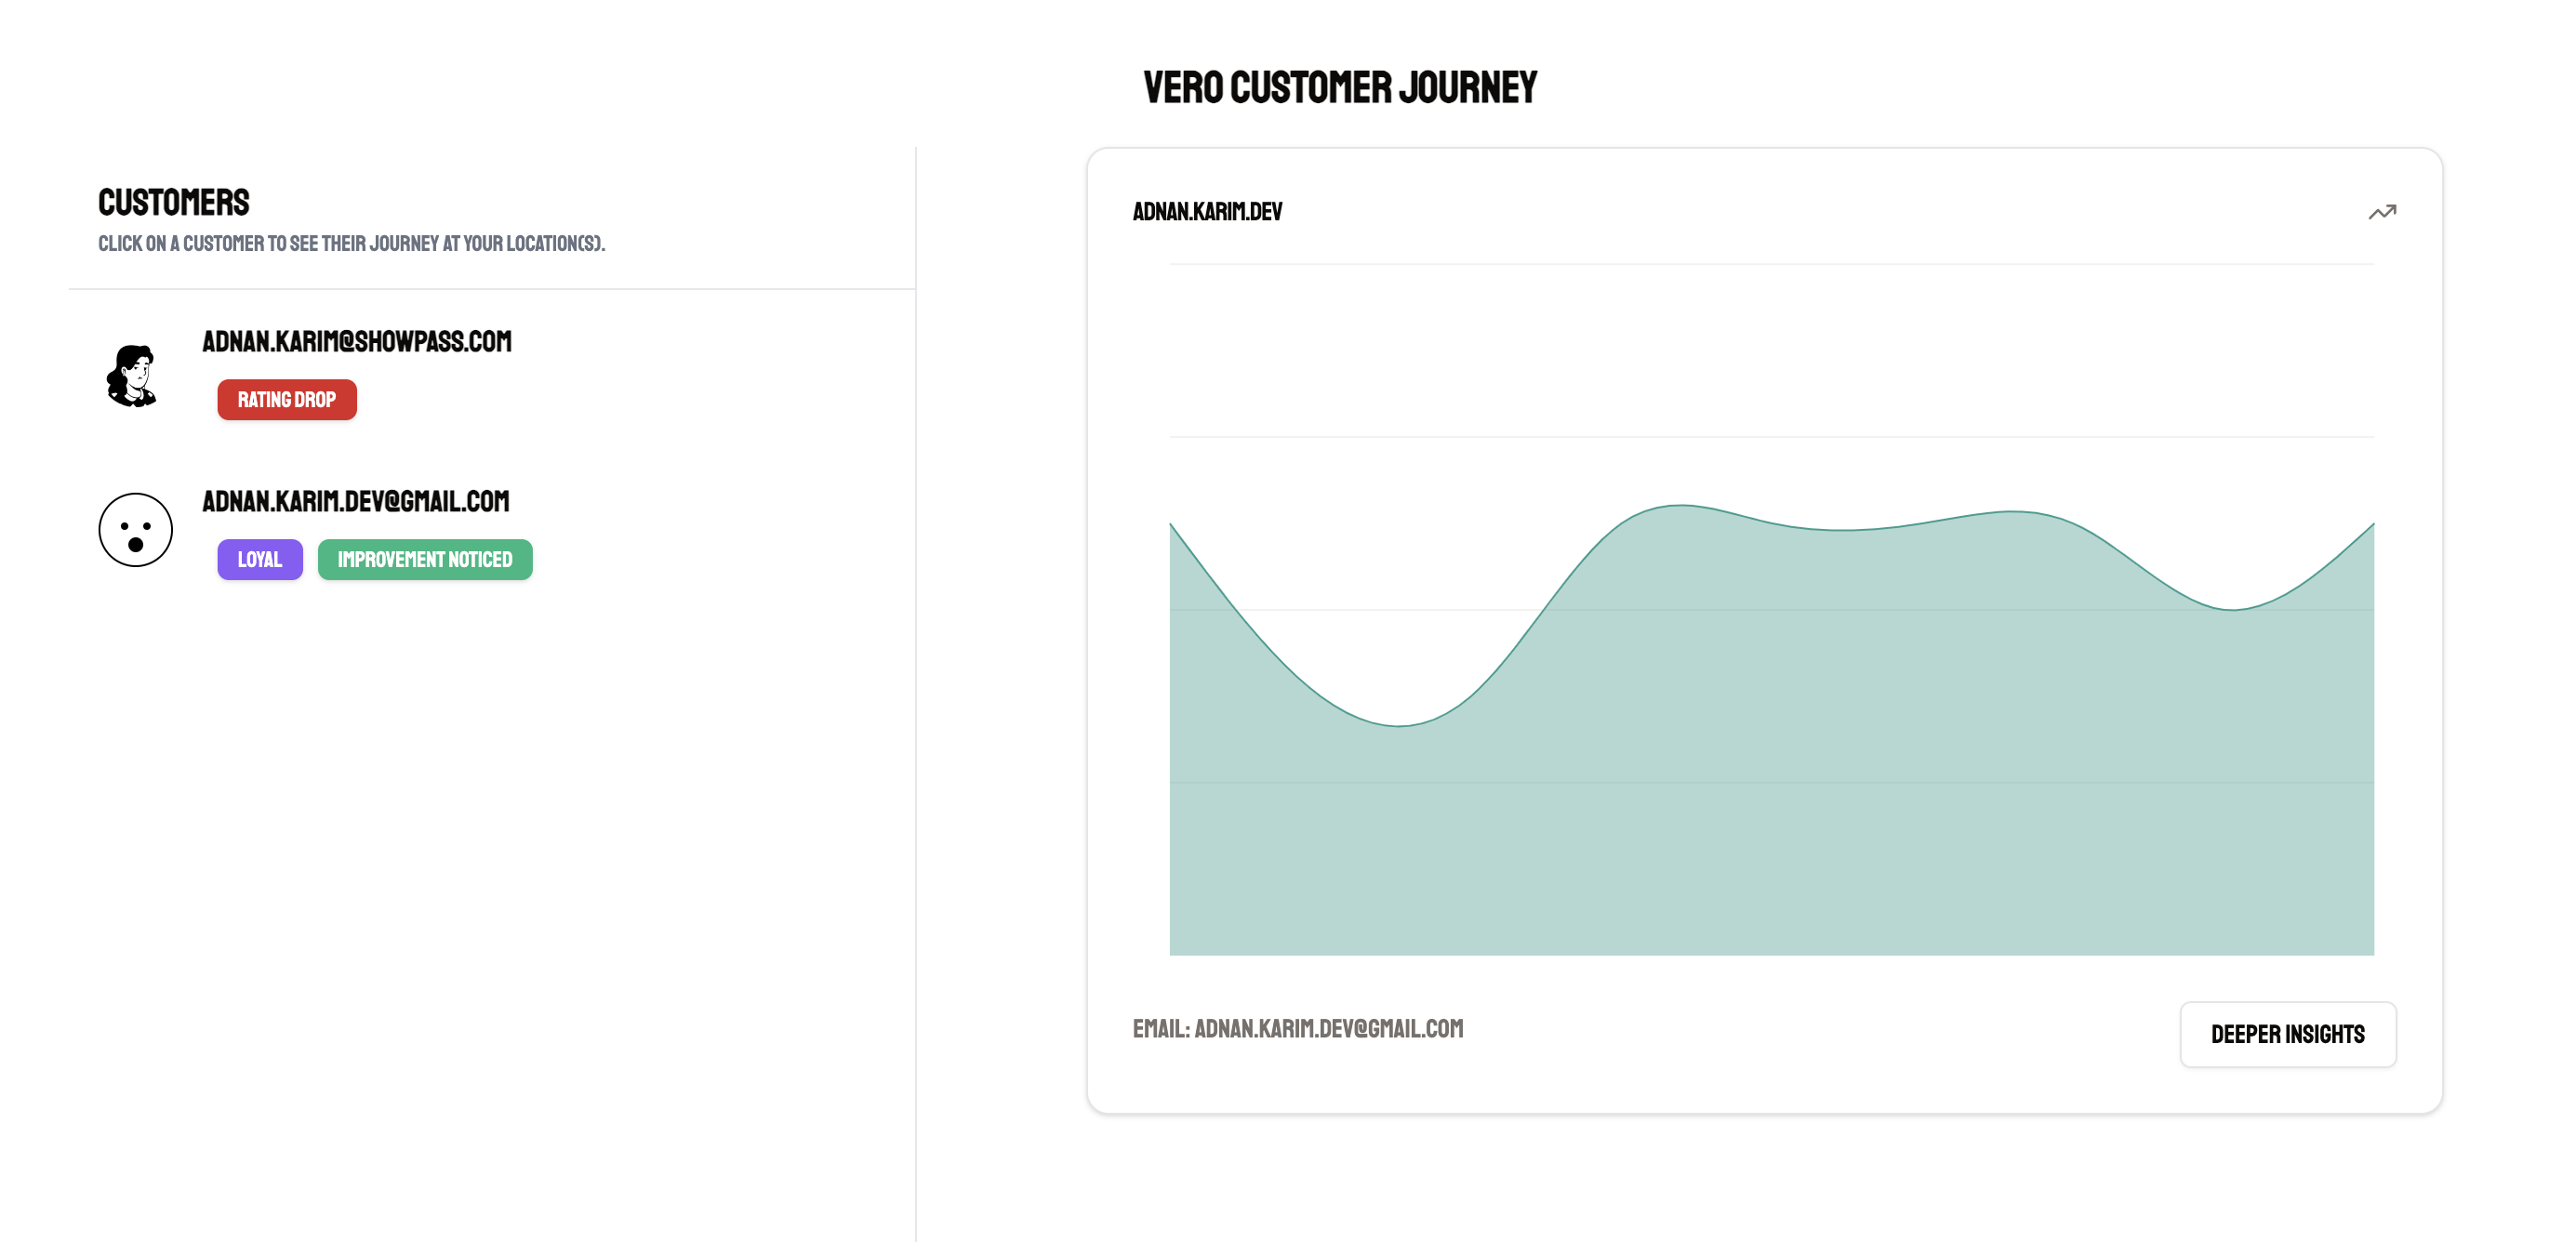 VERO CUSTOMER JOURNEY
CUSTOMERS
CLICK ON A CUSTOMER TO SEE THEIR JOURNEY AT YOUR LOCATION(S).
ADNAN.KARIM@SHOWPASS.COM
RATING DROP
ADNAN.KARIM.DEV@GMAIL.COM
LOYAL IMPROVEMENT NOTICED
ADNAN.KARIM.DEV
EMAIL: ADNAN.KARIM.DEV@GMAIL.COM
DEEPER INSIGHTS